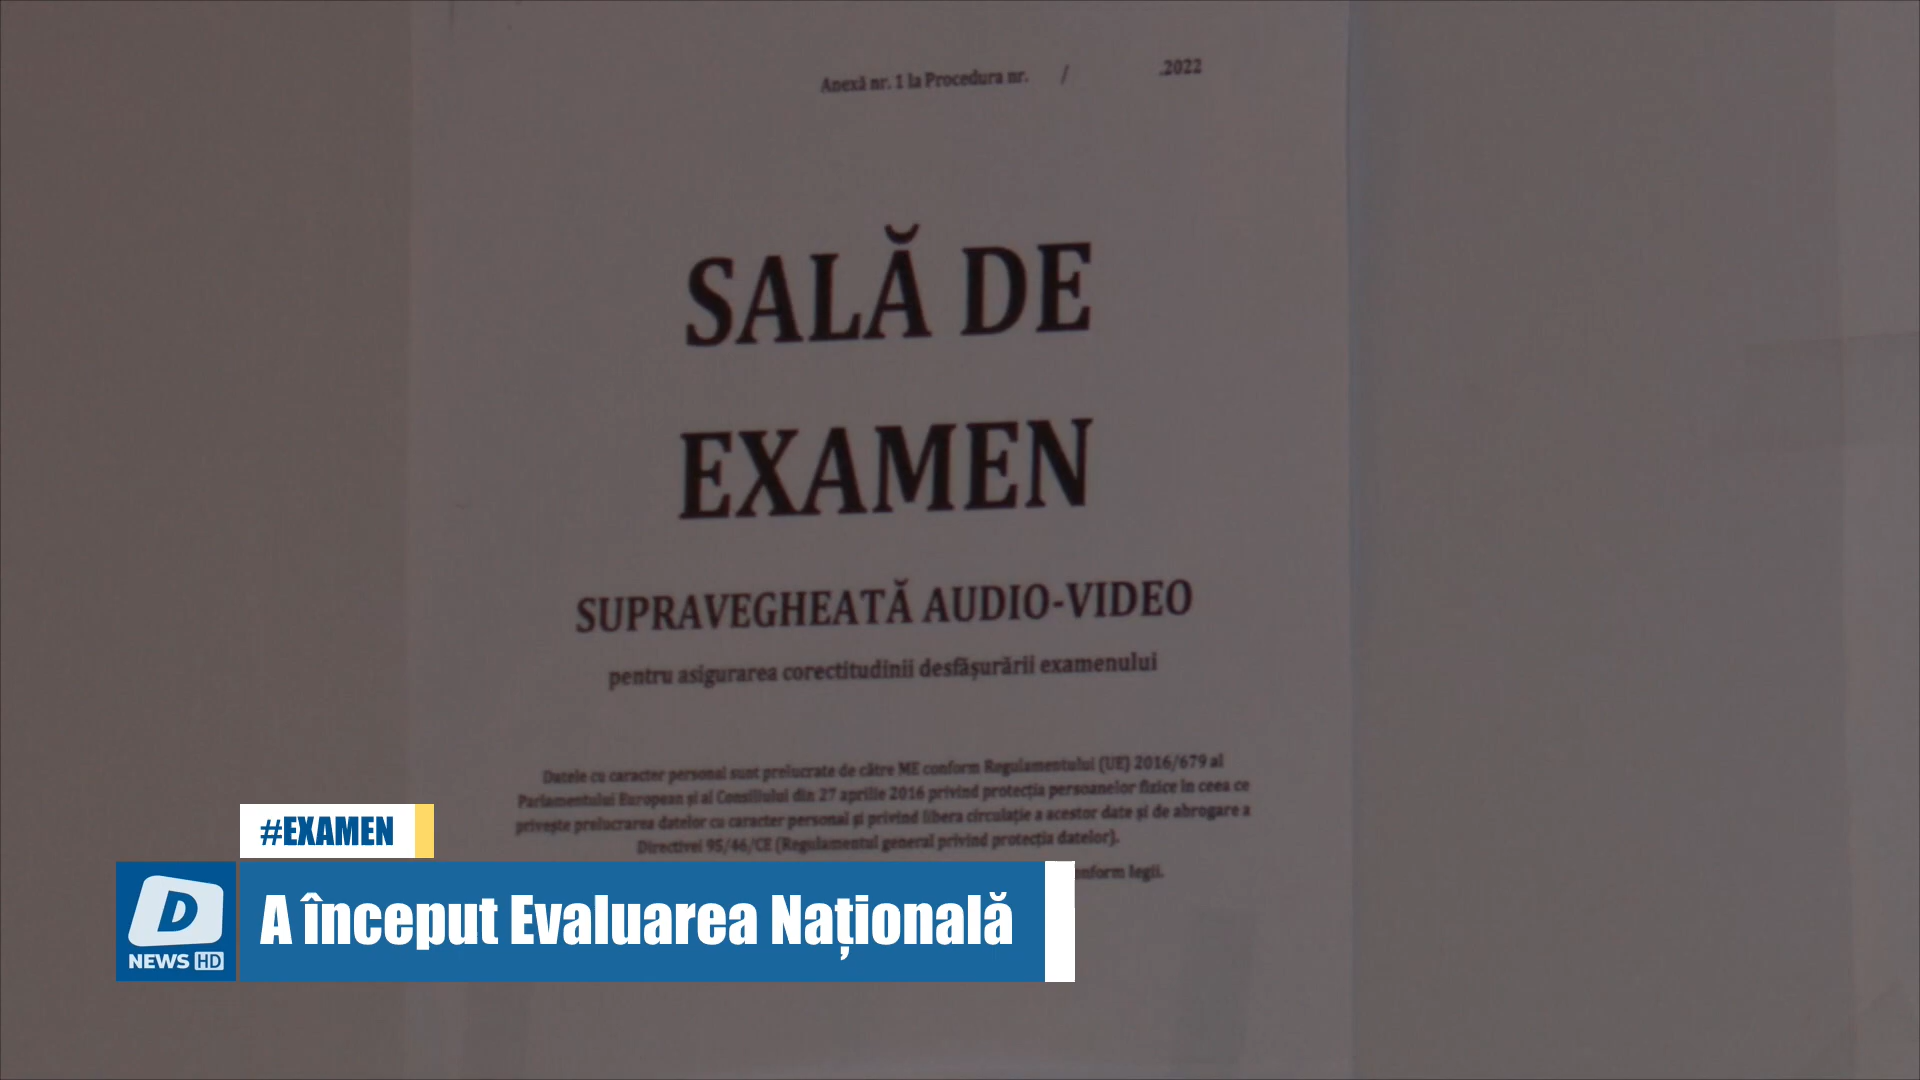 Anexă nr. 1 la Procedura nr. / .2022
SALĂ DE
EXAMEN
SUPRAVEGHEATĂ AUDIO-VIDEO
pentru asigurarea corectitudinii desfășurării examenului
Datele cu caracter personal sunt prelucrate de către ME conform Regulamentului (UE) 2016/679 al
Parlamentului European și al Consiliului din 27 aprilie 2016 privind protecția persoanelor fizice în ceea ce
privește prelucrarea datelor cu caracter personal și privind libera circulație a acestor date și de abrogare a
Directivei 95/46/CE (Regulamentul general privind protecția datelor).
legii.
#EXAMEN
A început Evaluarea Națională
D
NEWS HD